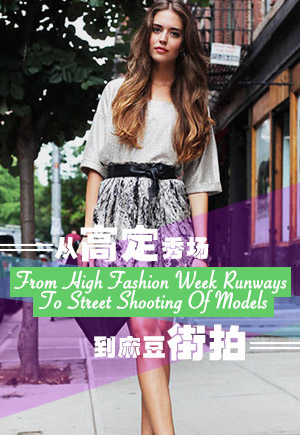 从高定秀场
From High Fashion Week Runways
To Street Shooting Of Models
到麻豆街拍